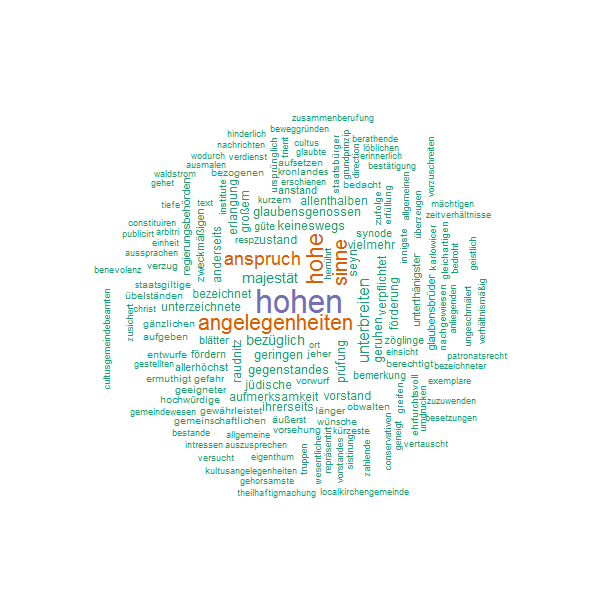 zusammenberufung
hinderlich
beweggründen
nachrichten
trient
cultus
berathende
löblichen
wodurch
verdienst
ursprünglich
glaubte
grundprinzip
direction
erinnerlich
ausmalen
aufsetzen
staatsbürger
bestätigung
waldstrom
bezogenen
kronlandes
vorzuschreiten
gehet
regierungsbehörden
institute
erlangung
erschienen
bedacht
tiefe
text
großem
kurzem
anstand
allenthalben
zufolge
erfüllung
allgemeinen
mächtigen
constituiren
zweckmäßigen
glaubensgenossen
überzeugen
zeitverhältnisse
publicirt
arbitri
güte
keineswegs
synode
einheit
anderseits
resp
zustand
hohe
sinne
vielmehr
innigste
karlowicer
gleichartigen
geistlich
aussprachen
anspruch
herrührt
seyn
verpflichtet
unterthänigster
bedroht
benevolenz
verzug
majestät
staatsgiltige
bezeichnet
hohen
unterbreiten
förderung
glaubensbrüder
nachgewiesen
anliegenden
ungeschmälert
verhältnismäßig
cultusgemeindebeamten
übelständen
zusichert
christ
unterzeichnete
gänzlichen
angelegenheiten
geruhen
zöglinge
aufgeben
blätter
bezüglich
ort
einsicht
entwurfe
fördern
raudnitz
geringen
jeher
prüfung
patronatsrecht
gestellten
allerhöchst
gegenstandes
berechtigt
bezeichneter
ermuthigt
gefahr
jüdische
vorwurf
bemerkung
exemplare
geeigneter
hochwürdige
aufmerksamkeit
vorstand
greifen
ehrfurchtsvoll
umdrucken
zuzuwenden
gemeindewesen
gewährleistet
ihrerseits
länger
obwalten
besetzungen
gemeinschaftlichen
äußerst
wünsche
conservativen
geneigt
bestande
allgemeine
vorsehung
kürzeste
vertauscht
intressen
auszusprechen
wesentlichen
repräsentirt
vorstandes
sistirung
zahlende
versucht
eigenthum
truppen
kultusangelegenheiten
gehorsamste
theilhaftigmachung
localkirchengemeinde